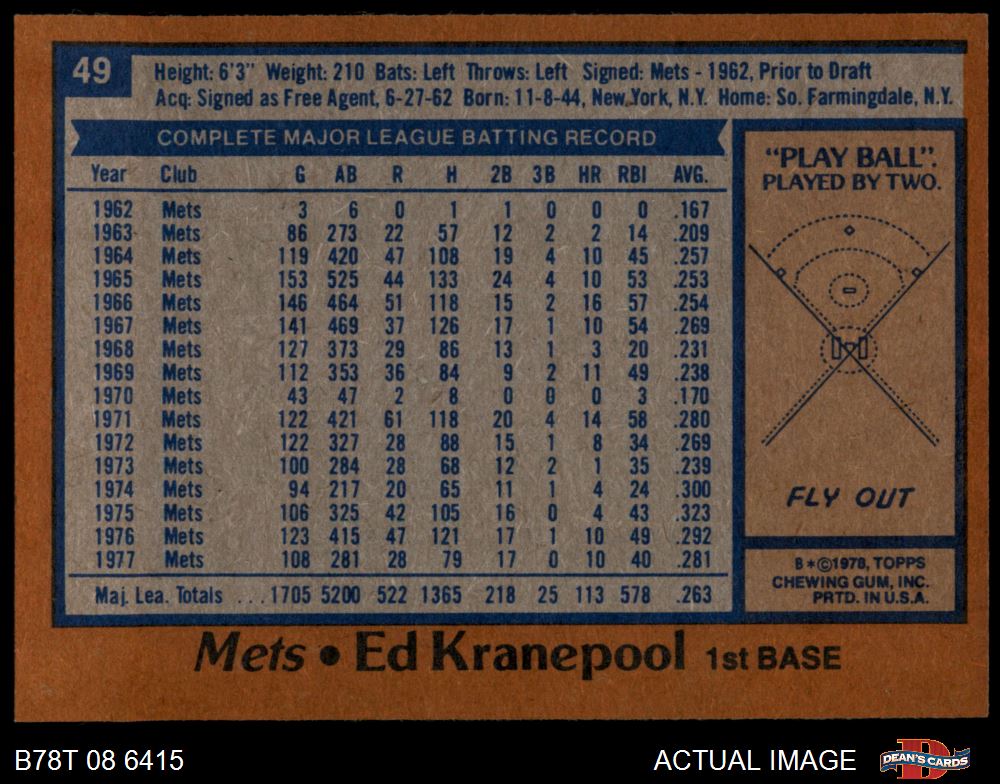 49
Height: 6'3" Weight: 210 Bats: Left Throws: Left Signed: Mets - 1962, Prior to Draft
Acq: Signed as Free Agent, 6-27-62 Born: 11-8-44, New York, N.Y. Home: So. Farmingdale, N.Y.
COMPLETE MAJOR LEAGUE BATTING RECORD
Year Club G AB R H 2B 3B HR RBI AVG.
1962 Mets 3 6 0 1 1 0 0 0 .167
1963 Mets 86 273 22 57 12 2 2 14 .209
1964 Mets 119 420 47 108 19 4 10 45 .257
1965 Mets 153 525 44 133 24 4 10 53 .253
1966 Mets 146 464 51 118 15 2 16 57 .254
1967 Mets 141 469 37 126 17 1 10 54 .269
1968 Mets 127 373 29 86 13 1 3 20 .231
1969 Mets 112 353 36 84 9 2 11 49 .238
1970 Mets 43 47 2 8 0 0 0 3 .170
1971 Mets 122 421 61 118 20 4 14 58 .280
1972 Mets 122 327 28 88 15 1 8 34 .269
1973 Mets 100 284 28 68 12 2 1 35 .239
1974 Mets 94 217 20 65 11 1 4 24 .300
1975 Mets 106 325 42 105 16 0 4 43 .323
1976 Mets 123 415 47 121 17 1 10 49 .292
1977 Mets 108 281 28 79 17 0 10 40 .281
Maj. Lea. Totals ... 1705 5200 522 1365 218 25 113 578 .263
"PLAY BALL".
PLAYED BY TWO.
FLY OUT
B*©1978, TOPPS
CHEWING GUM, INC.
PRTD. IN U.S.A.
Mets • Ed Kranepool 1st BASE
B78T 08 6415
ACTUAL IMAGE
DEAN'S CARDS